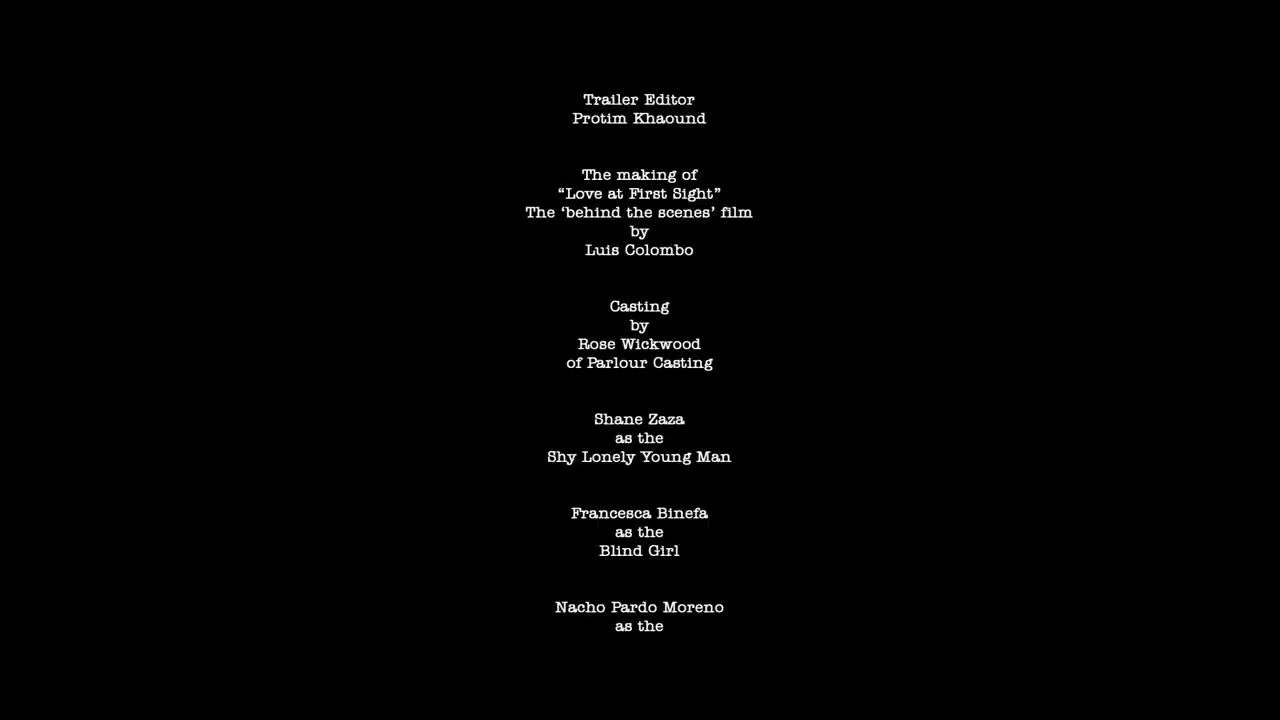 Trailer Editor
Protim Khaound
The making of
“Love at First Sight”
The ‘behind the scenes’ film
by
Luis Colombo
Casting
by
Rose Wickwood
of Parlour Casting
Shane Zaza
as the
Shy Lonely Young Man
Francesca Binefa
as the
Blind Girl
Nacho Pardo Moreno
as the